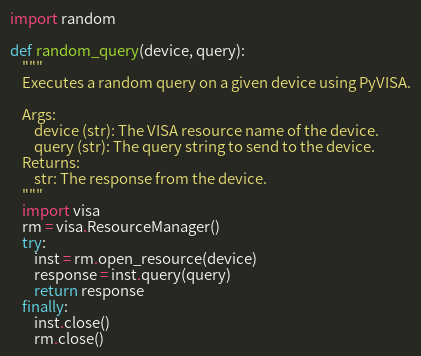 import random

def random_query(device, query):
    """
    Executes a random query on a given device using PyVISA.

    Args:
        device (str): The VISA resource name of the device.
        query (str): The query string to send to the device.
    Returns:
        str: The response from the device.
    """
    import visa
    rm = visa.ResourceManager()
    try:
        inst = rm.open_resource(device)
        response = inst.query(query)
        return response
    finally:
        inst.close()
        rm.close()